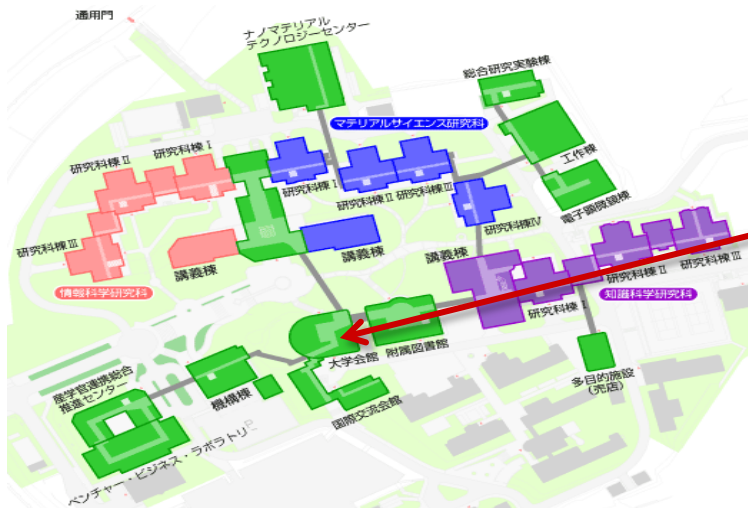 通用門
ナノマテリアル
テクノロジーセンター
総合研究実験棟
マテリアルサイエンス研究科
研究科棟Ⅰ
研究科棟Ⅱ
工作棟
研究科棟Ⅰ
研究科棟Ⅱ
研究科棟Ⅲ
電子顕微鏡棟
研究科棟Ⅲ
研究科棟Ⅳ
講義棟
講義棟
講義棟
研究科棟Ⅲ
研究科棟Ⅱ
情報科学研究科
知識科学研究科
研究科棟Ⅰ
大学会館
附属図書館
産学官連携総合
推進センター
機構棟
多目的施設
(売店)
国際交流会館
ベンチャー・ビジネス・ラボラトリ
P